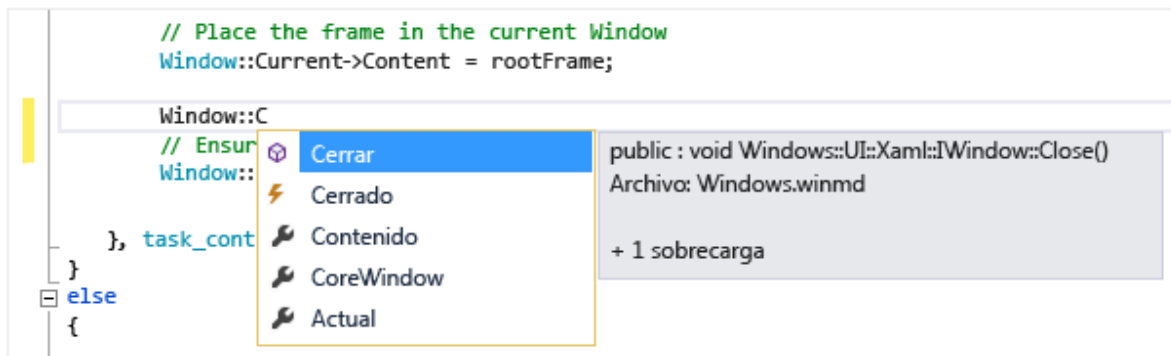 // Place the frame in the current Window
Window::Current->Content = rootFrame;
Window::C
// Ensur
Window::
}, task_cont
}
else
{
Cerrar
Cerrado
Contenido
CoreWindow
Actual
public : void Windows::UI::Xaml::IWindow::Close()
Archivo: Windows.winmd
+ 1 sobrecarga